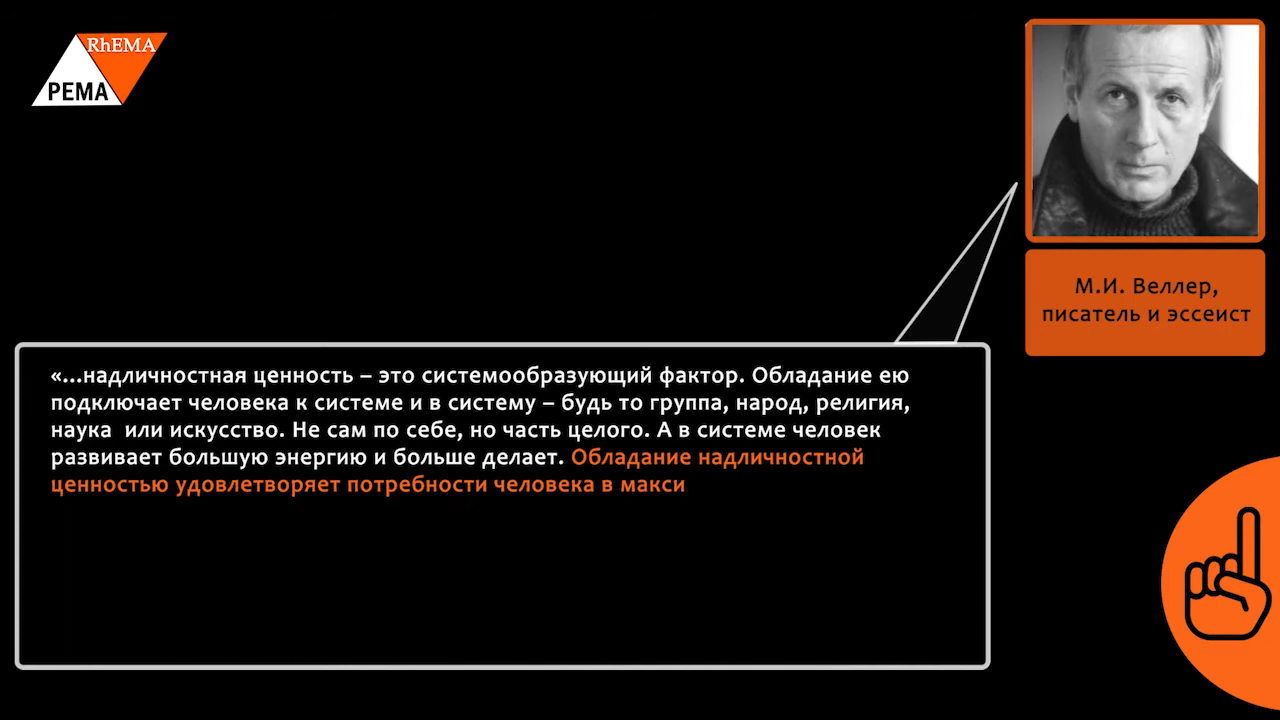 RhEMA
РЕМА
М.И. Веллер,
писатель и эссеист
«...надличностная ценность – это системообразующий фактор. Обладание ею
подключает человека к системе и в систему – будь то группа, народ, религия,
наука или искусство. Не сам по себе, но часть целого. А в системе человек
развивает большую энергию и больше делает. Обладание надличностной
ценностью удовлетворяет потребности человека в макси